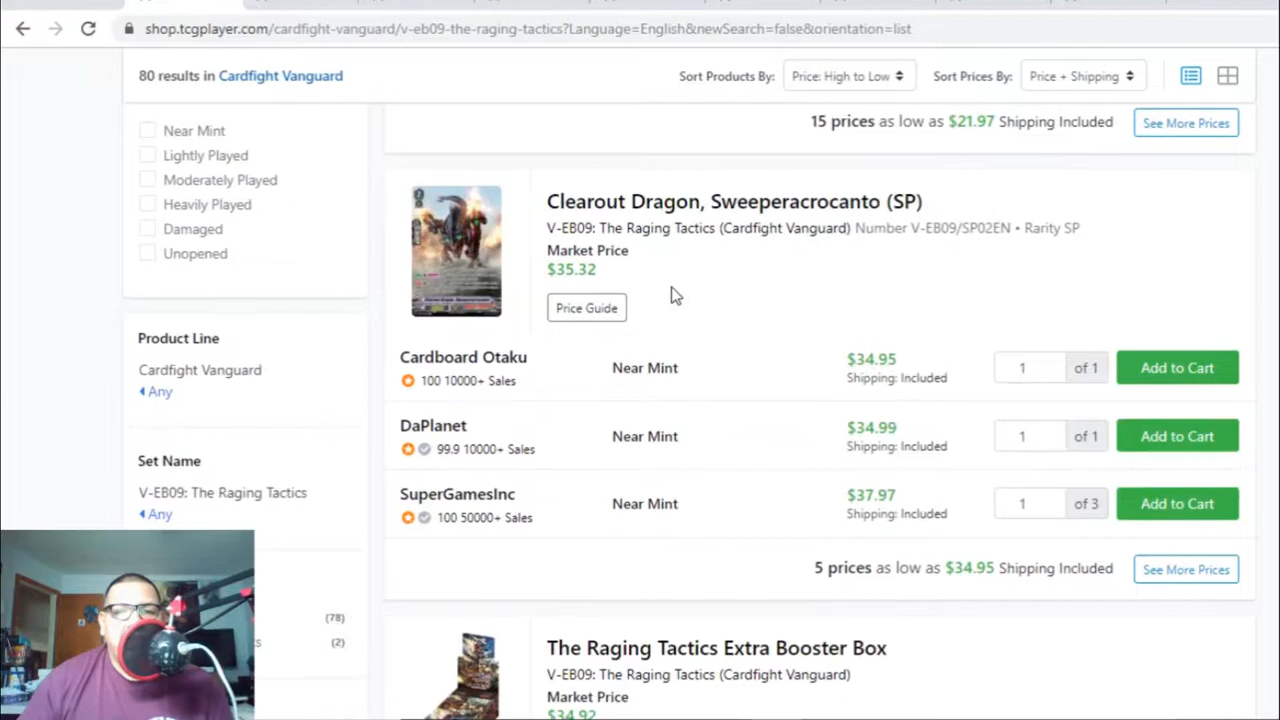 shop.tcgplayer.com/cardfight-vanguard/v-eb09-the-raging-tactics?Language=English&newSearch=false&orientation=list
80 results in Cardfight Vanguard
Sort Products By: Price: High to Low
Sort Prices By: Price + Shipping
Near Mint
Lightly Played
Moderately Played
Heavily Played
Damaged
Unopened
Product Line
Cardfight Vanguard
Any
Set Name
V-EB09: The Raging Tactics
Any
(78)
s (2)
15 prices as low as $21.97 Shipping Included See More Prices
Clearout Dragon, Sweeperacrocanto (SP)
V-EB09: The Raging Tactics (Cardfight Vanguard) Number V-EB09/SP02EN • Rarity SP
Market Price
$35.32
Price Guide
Cardboard Otaku
100 10000+ Sales
Near Mint
$34.95
Shipping: Included
1 of 1
Add to Cart
DaPlanet
99.9 10000+ Sales
Near Mint
$34.99
Shipping: Included
1 of 1
Add to Cart
SuperGamesInc
100 50000+ Sales
Near Mint
$37.97
Shipping: Included
1 of 3
Add to Cart
5 prices as low as $34.95 Shipping Included See More Prices
The Raging Tactics Extra Booster Box
V-EB09: The Raging Tactics (Cardfight Vanguard)
Market Price
$34.92